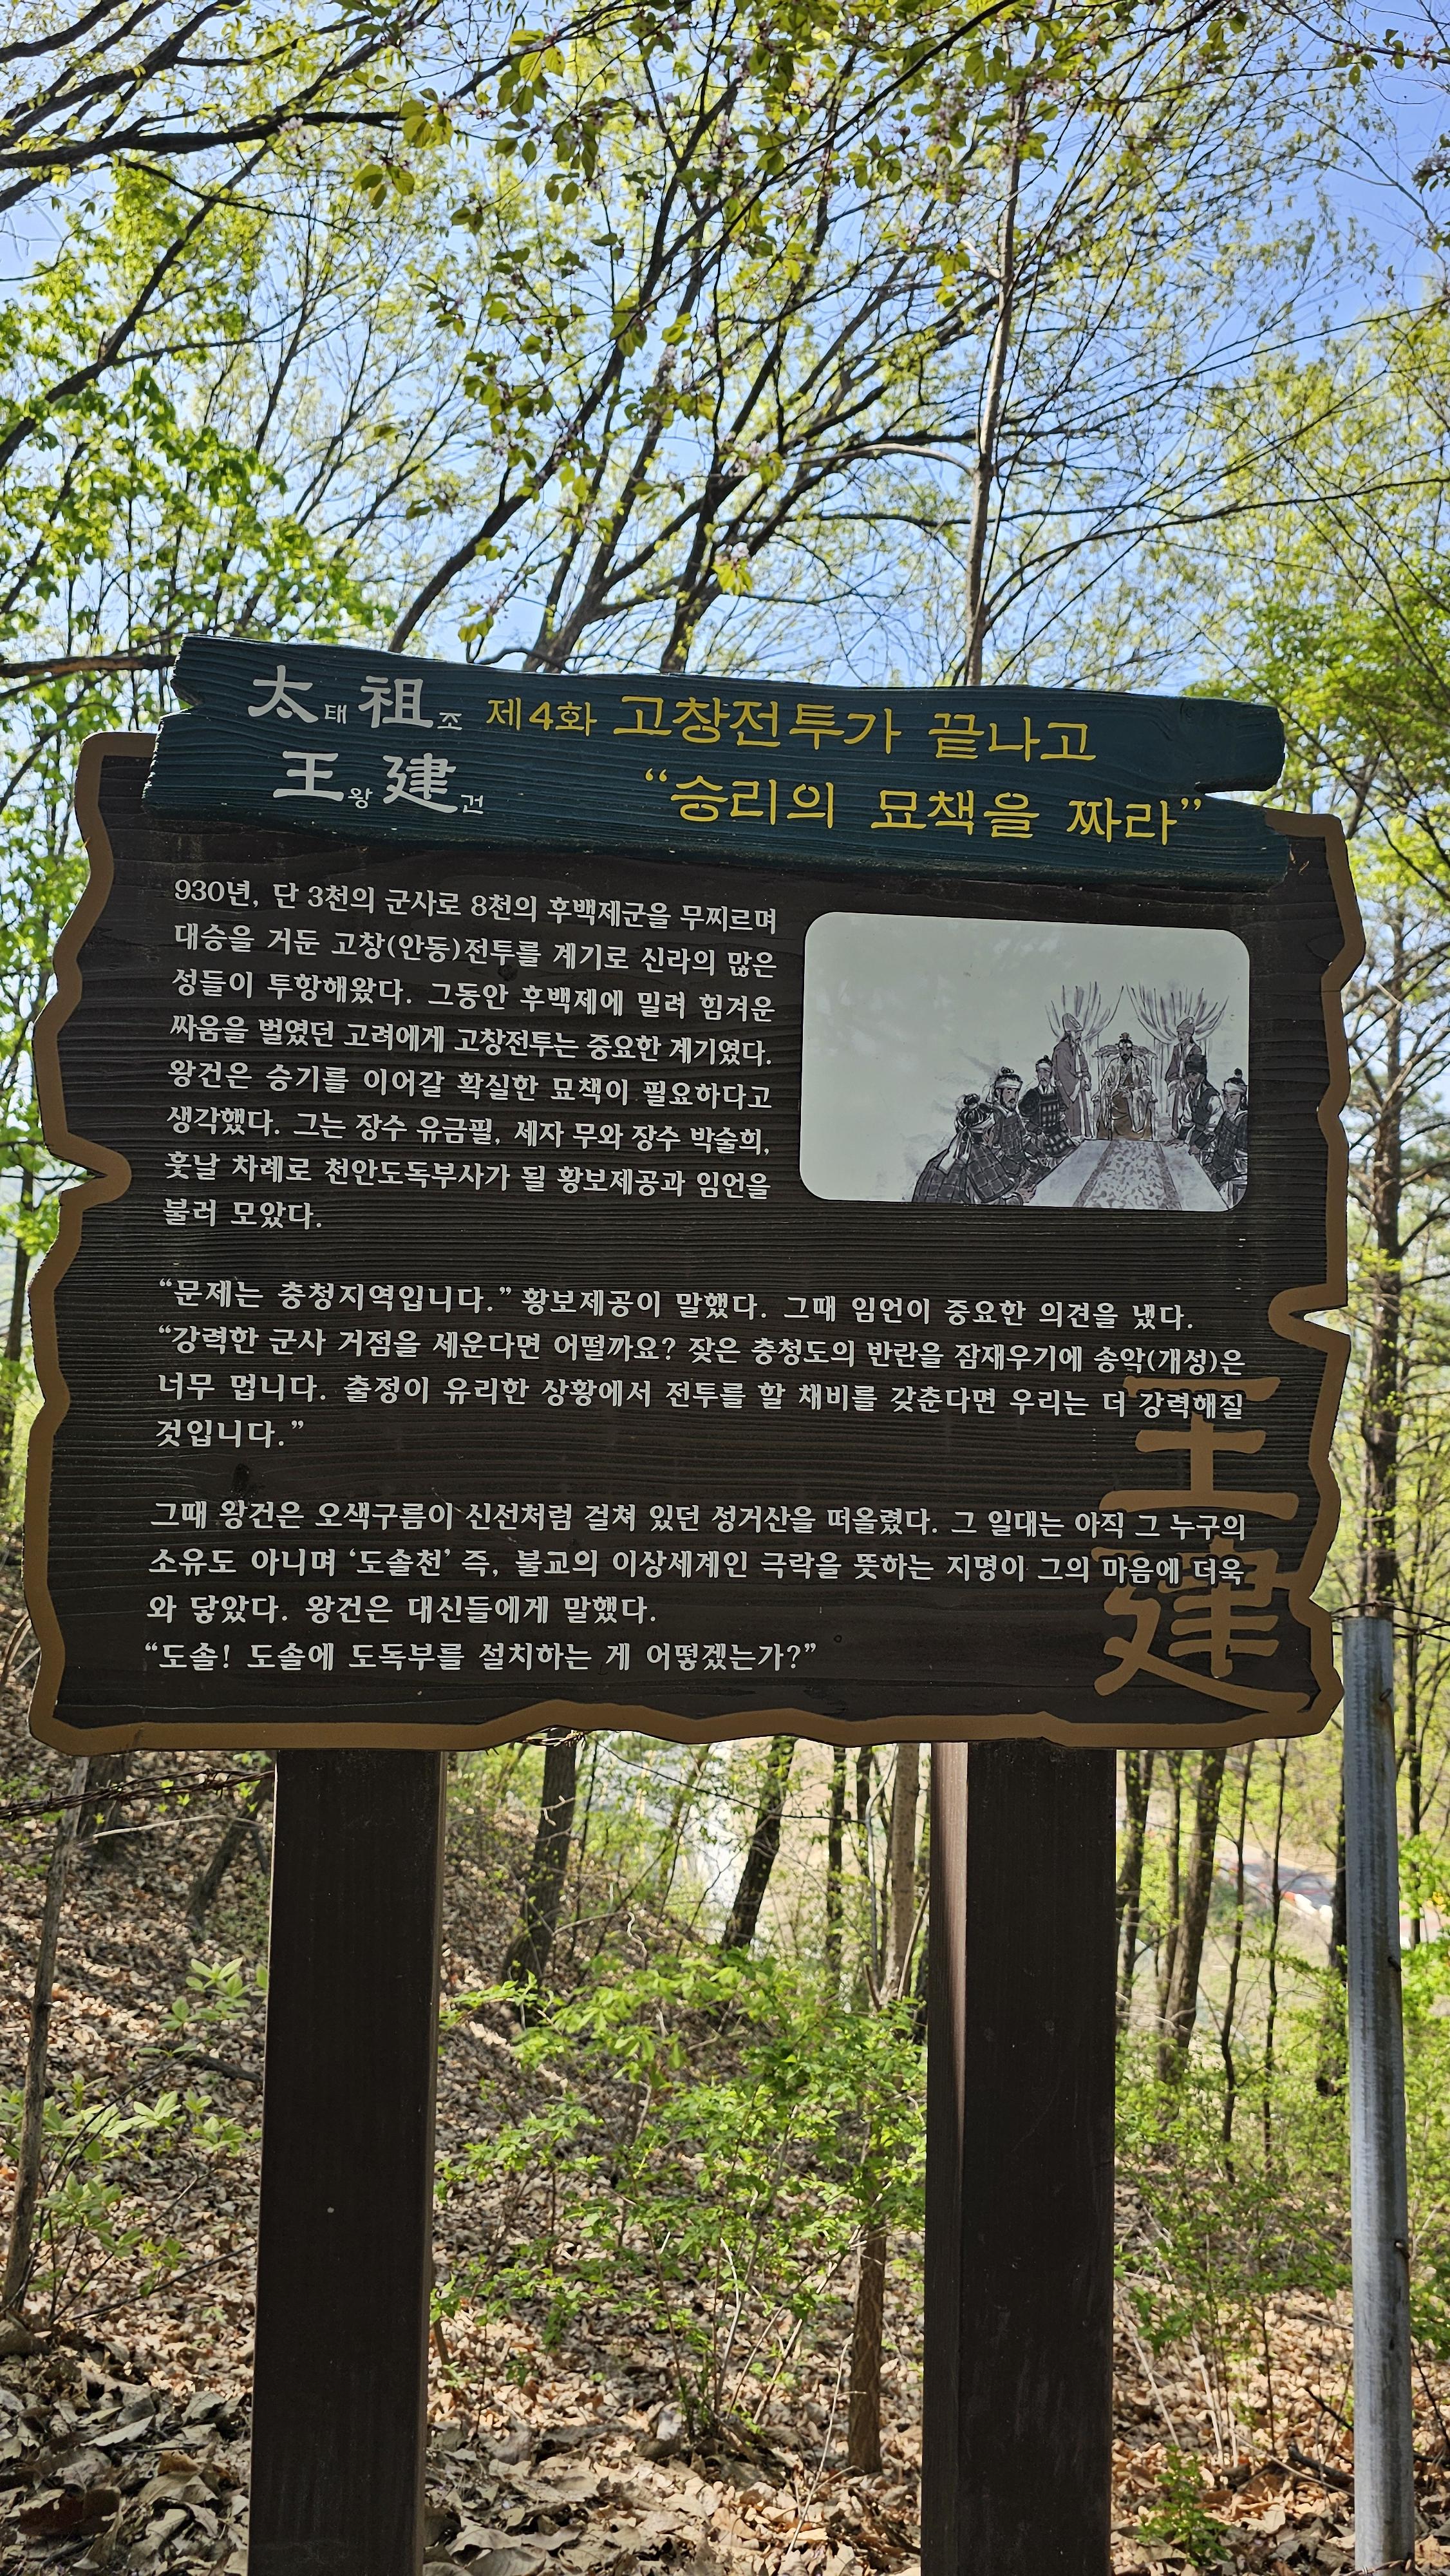 太태 祖조 제4화 고창전투가 끝나고
王왕 建건 “승리의 묘책을 짜라”
930년, 단 3천의 군사로 8천의 후백제군을 무찌르며
대승을 거둔 고창(안동)전투를 계기로 신라의 많은
성들이 투항해왔다. 그동안 후백제에 밀려 힘겨운
싸움을 벌였던 고려에게 고창전투는 중요한 계기였다.
왕건은 승기를 이어갈 확실한 묘책이 필요하다고
생각했다. 그는 장수 유금필, 세자 무와 장수 박술희,
훗날 차례로 천안도독부사가 될 황보제공과 임언을
불러 모았다.
“문제는 충청지역입니다.” 황보제공이 말했다. 그때 임언이 중요한 의견을 냈다.
“강력한 군사 거점을 세운다면 어떨까요? 잦은 충청도의 반란을 잠재우기에 송악(개성)은
너무 멉니다. 출정이 유리한 상황에서 전투를 할 채비를 갖춘다면 우리는 더 강력해질
것입니다.”
그때 왕건은 오색구름이 신선처럼 걸쳐 있던 성거산을 떠올렸다. 그 일대는 아직 그 누구의
소유도 아니며 ‘도솔천’ 즉, 불교의 이상세계인 극락을 뜻하는 지명이 그의 마음에 더욱
와 닿았다. 왕건은 대신들에게 말했다.
“도솔! 도솔에 도독부를 설치하는 게 어떻겠는가?”
王
建